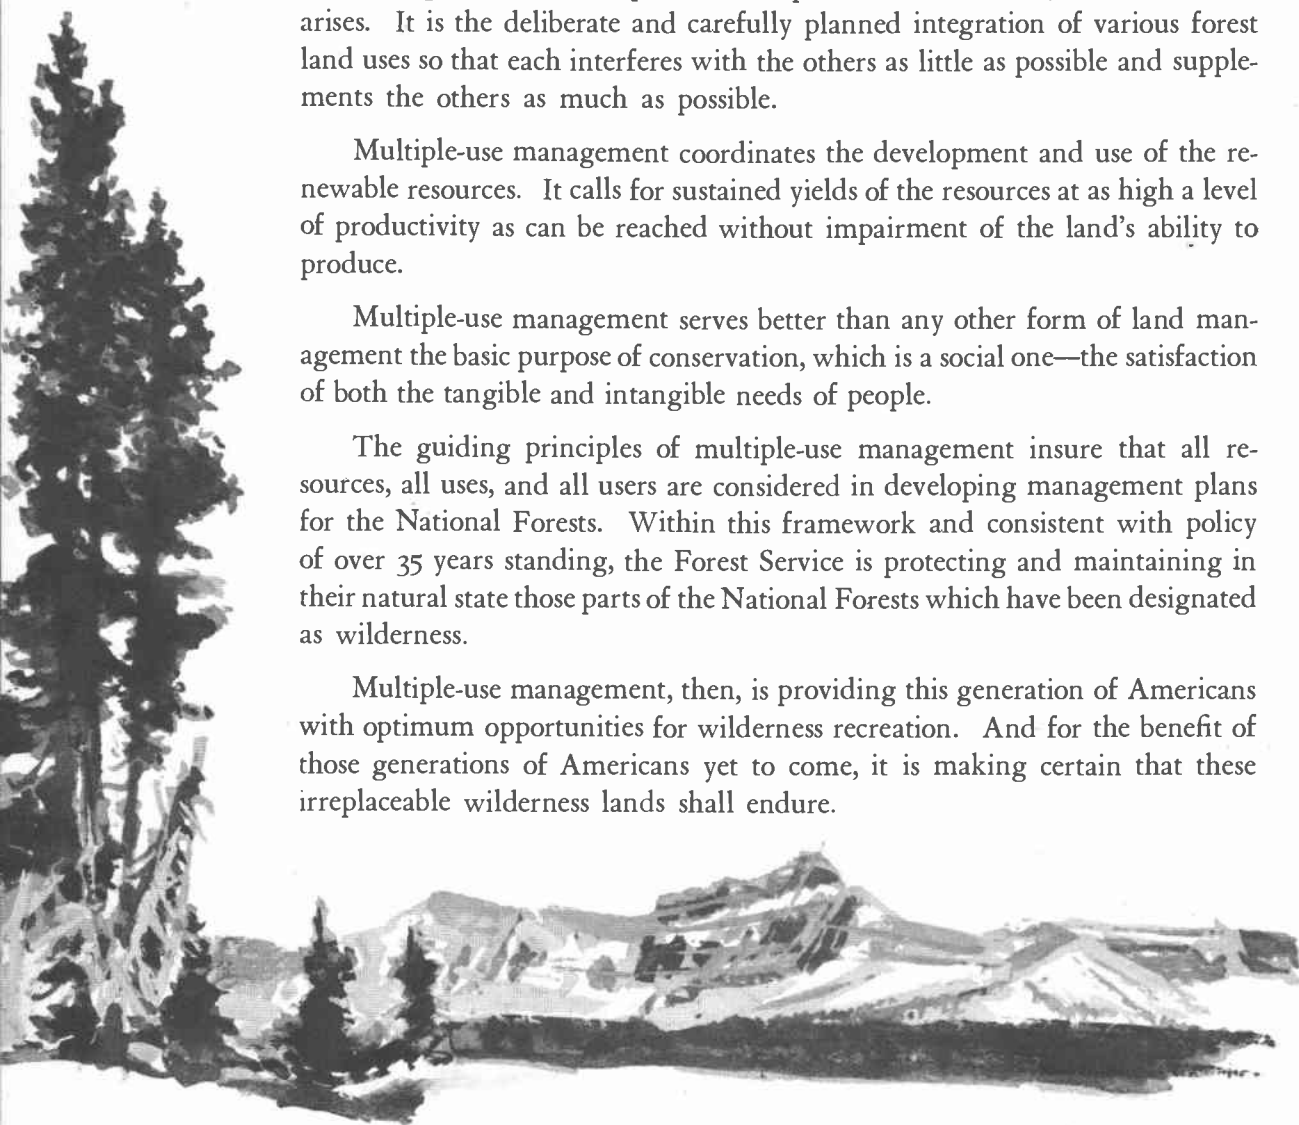 arises. It is the deliberate and carefully planned integration of various forest
land uses so that each interferes with the others as little as possible and supple-
ments the others as much as possible.
Multiple-use management coordinates the development and use of the re-
newable resources. It calls for sustained yields of the resources at as high a level
of productivity as can be reached without impairment of the land's ability to
produce.
Multiple-use management serves better than any other form of land man-
agement the basic purpose of conservation, which is a social one—the satisfaction
of both the tangible and intangible needs of people.
The guiding principles of multiple-use management insure that all re-
sources, all uses, and all users are considered in developing management plans
for the National Forests. Within this framework and consistent with policy
of over 35 years standing, the Forest Service is protecting and maintaining in
their natural state those parts of the National Forests which have been designated
as wilderness.
Multiple-use management, then, is providing this generation of Americans
with optimum opportunities for wilderness recreation. And for the benefit of
those generations of Americans yet to come, it is making certain that these
irreplaceable wilderness lands shall endure.